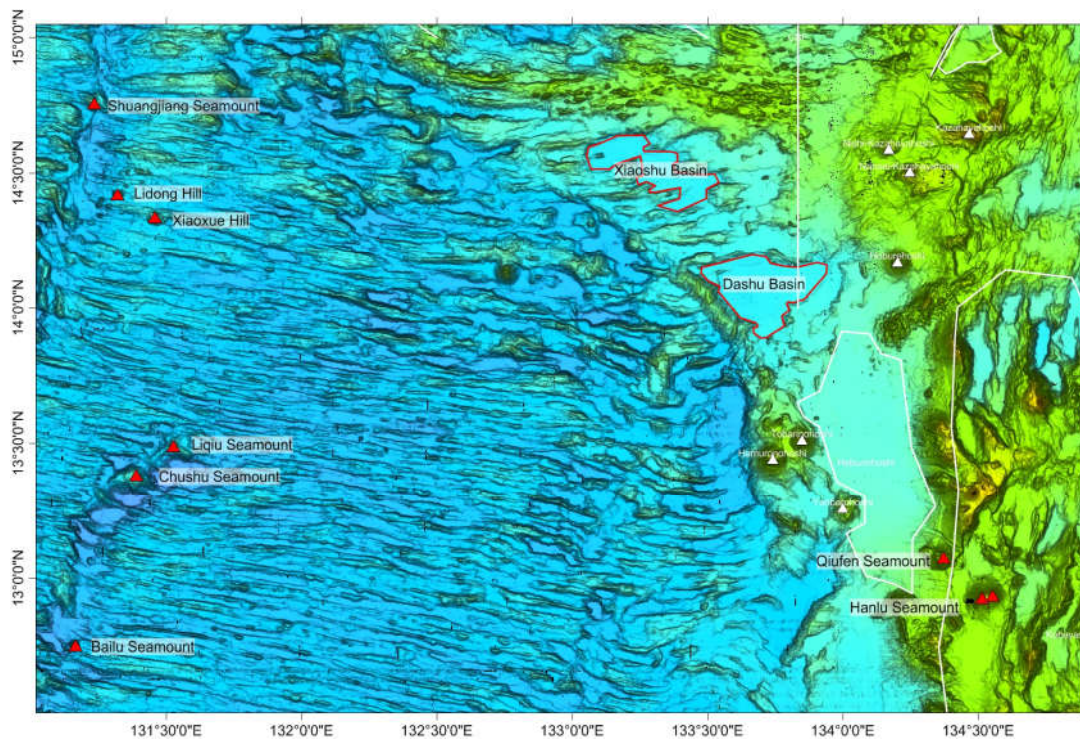 15°0'0"N
14°30'0"N
14°0'0"N
13°30'0"N
13°0'0"N
Shuangjiang Seamount
Lidong Hill
Xiaoxue Hill
Xiaoshu Basin
Dashu Basin
Liqiu Seamount
Chushu Seamount
Qiufen Seamount
Hanlu Seamount
Bailu Seamount
131°30'0"E
132°0'0"E
132°30'0"E
133°0'0"E
133°30'0"E
134°0'0"E
134°30'0"E